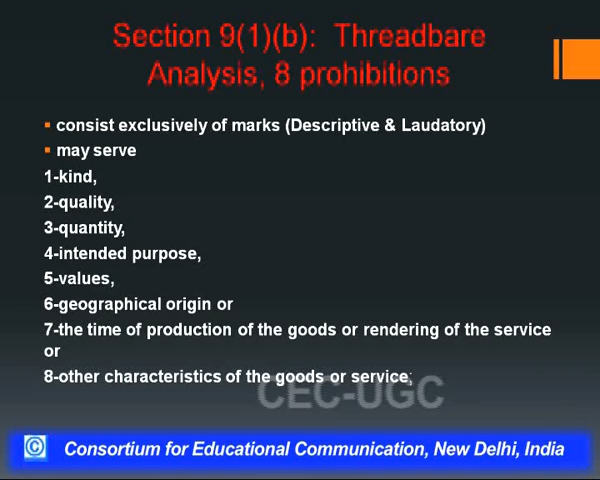 Section 9(1)(b):  Threadbare
Analysis, 8 prohibitions
consist exclusively of marks (Descriptive & Laudatory)
may serve
1-kind,
2-quality,
3-quantity,
4-intended purpose,
5-values,
6-geographical origin or
7-the time of production of the goods or rendering of the service
or
8-other characteristics of the goods or service;
CEC-UGC
© Consortium for Educational Communication, New Delhi, India